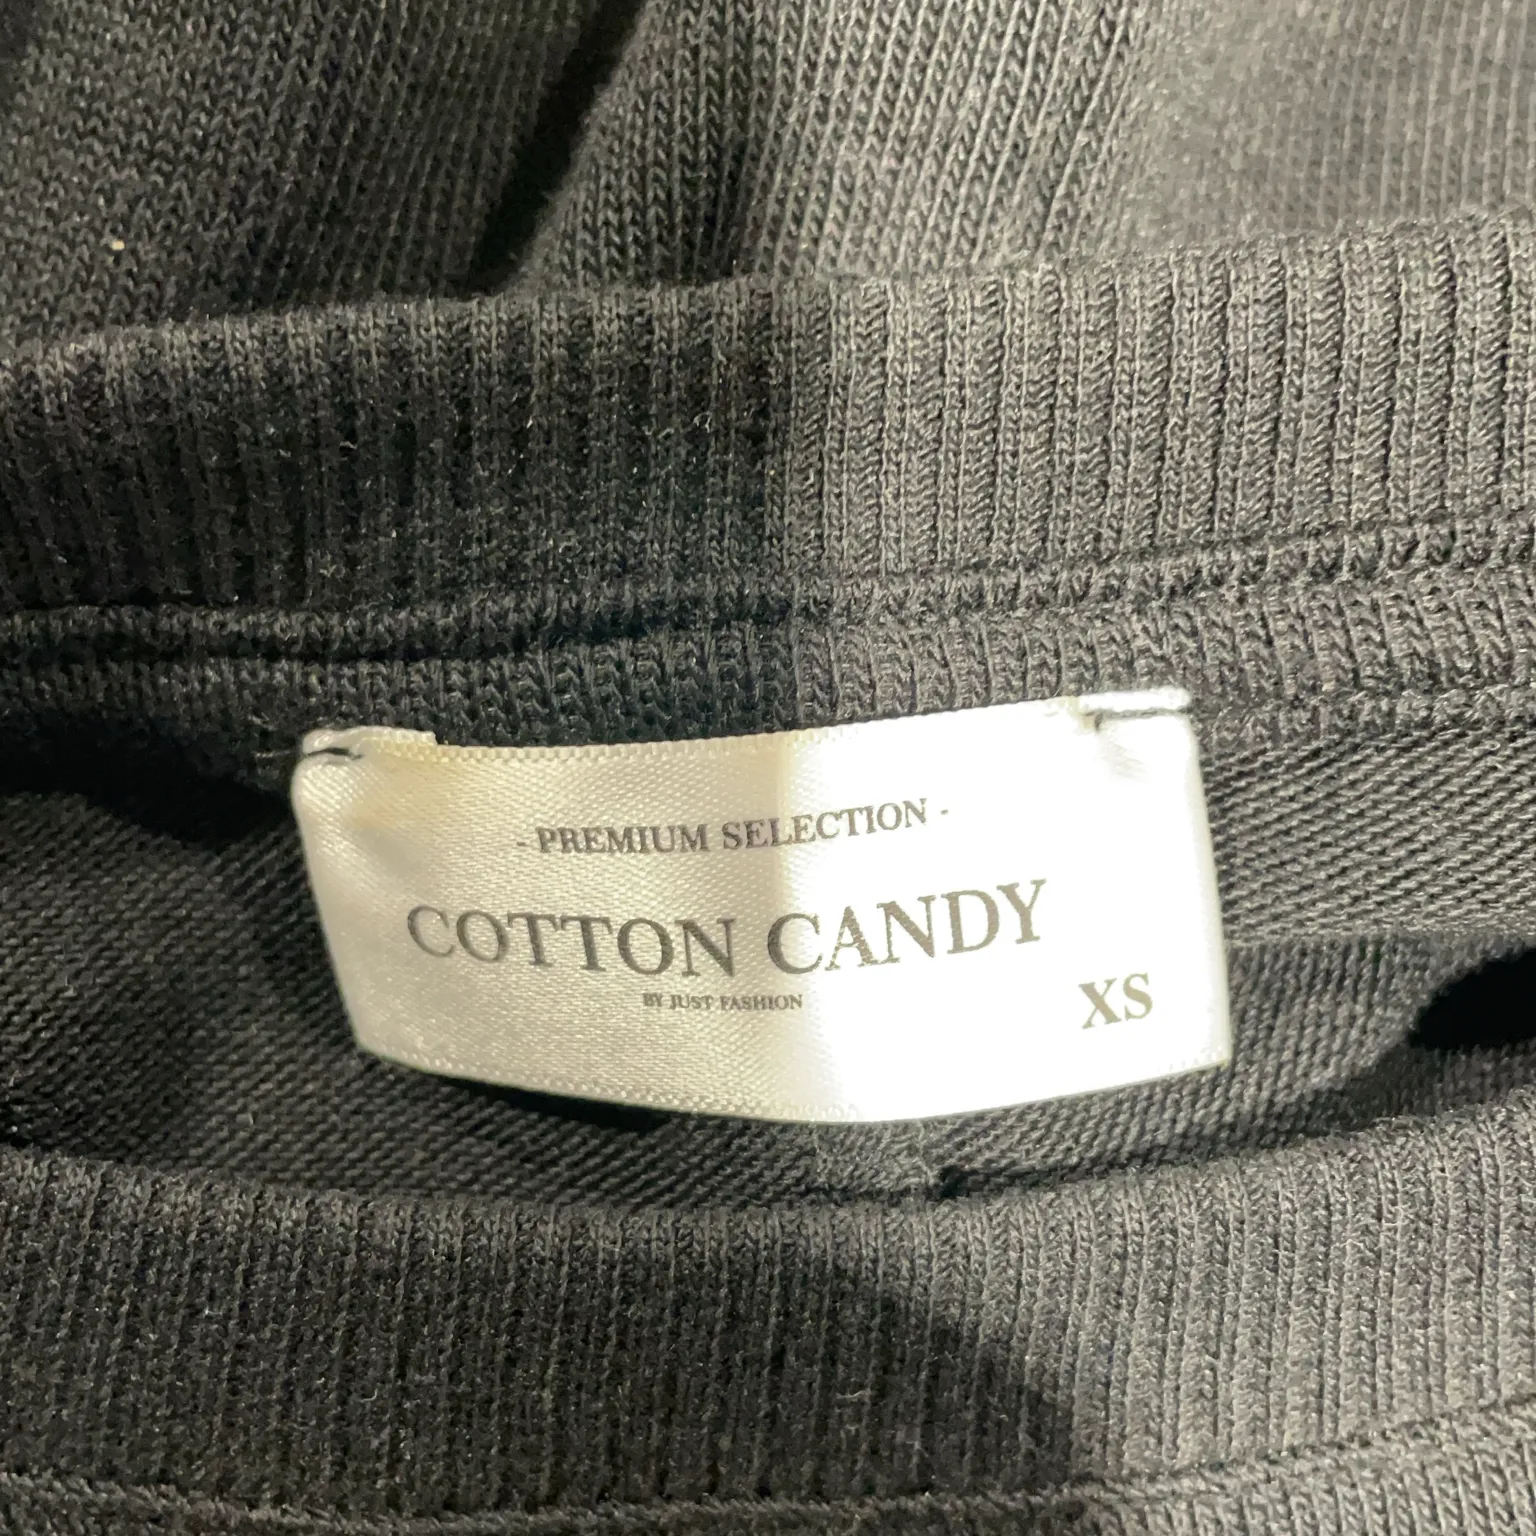 - PREMIUM SELECTION -
COTTON CANDY
BY JUST FASHION
XS